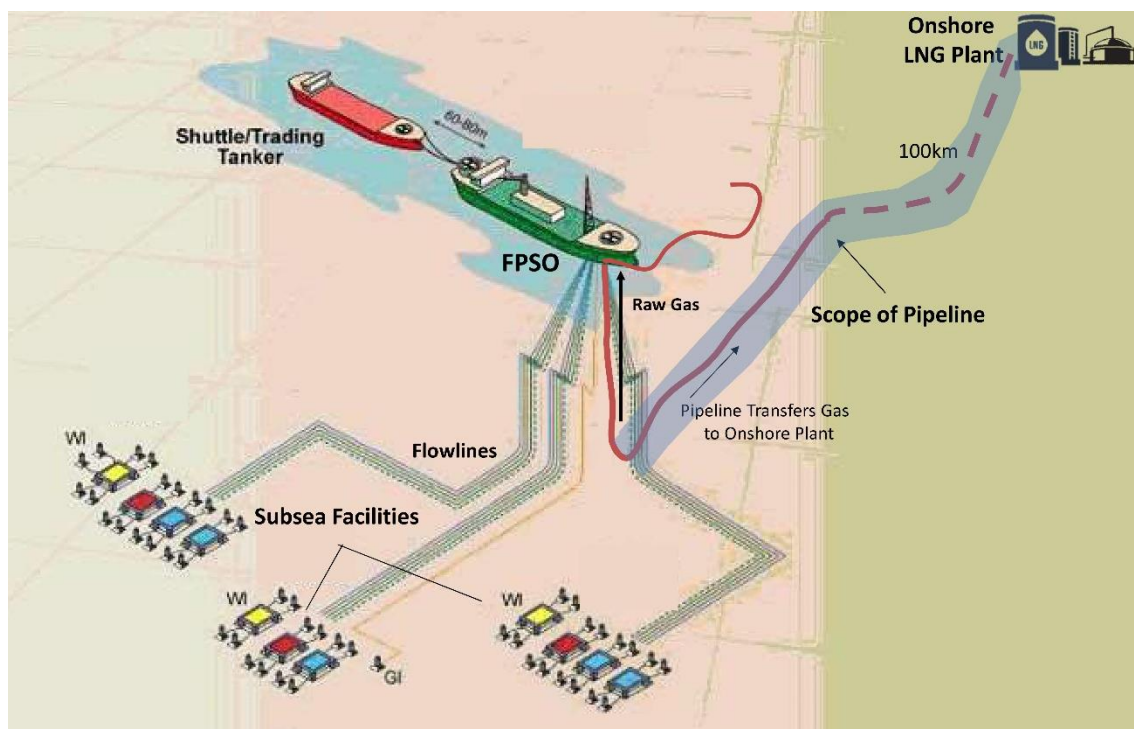 Onshore
LNG Plant
LNG
60-80m
Shuttle/Trading
Tanker
100km
FPSO
Raw Gas
Scope of Pipeline
Pipeline Transfers Gas
to Onshore Plant
WI
Flowlines
Subsea Facilities
WI
WI
GI